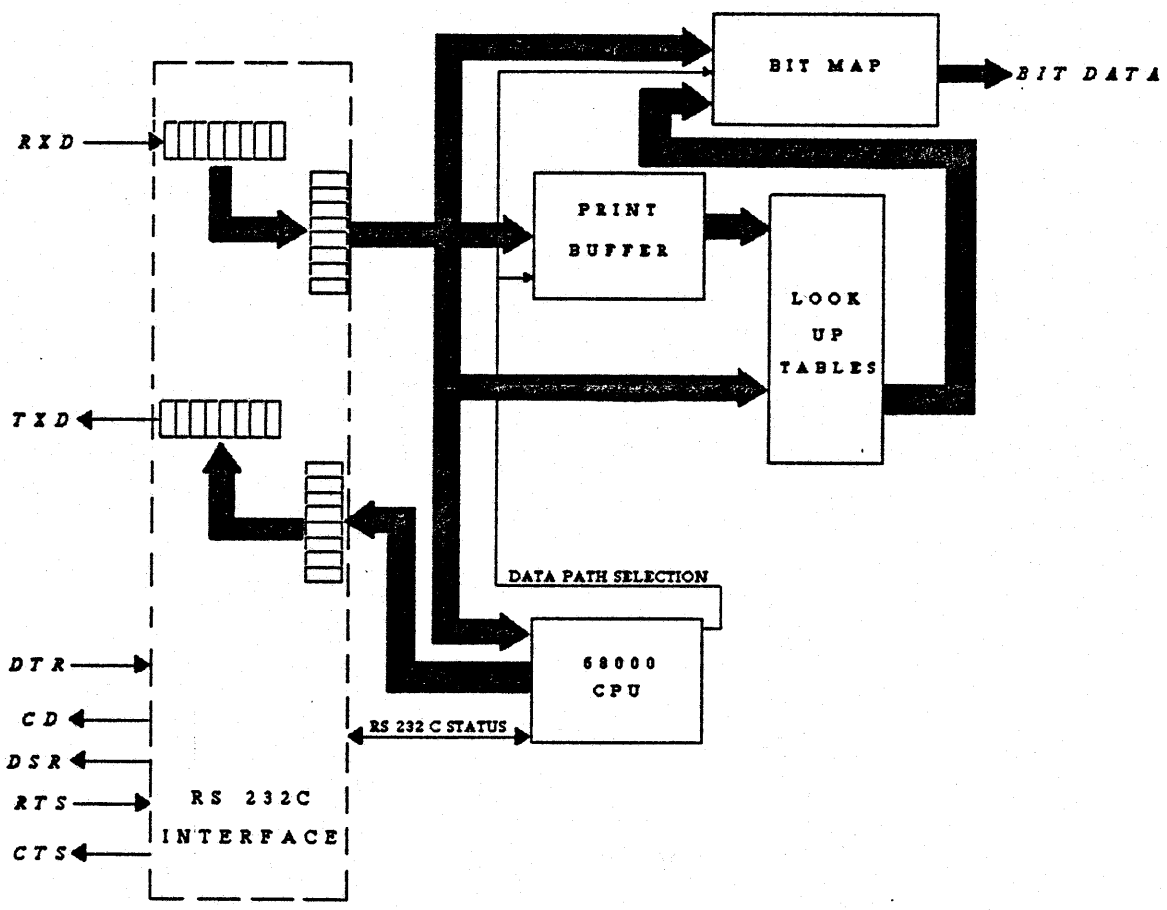 BIT MAP
BIT DATA
RXD
PRINT
BUFFER
LOOK
UP
TABLES
TXD
DATA PATH SELECTION
68000
CPU
DTR
CD
RS 232 C STATUS
DSR
RTS
RS 232C
INTERFACE
CTS